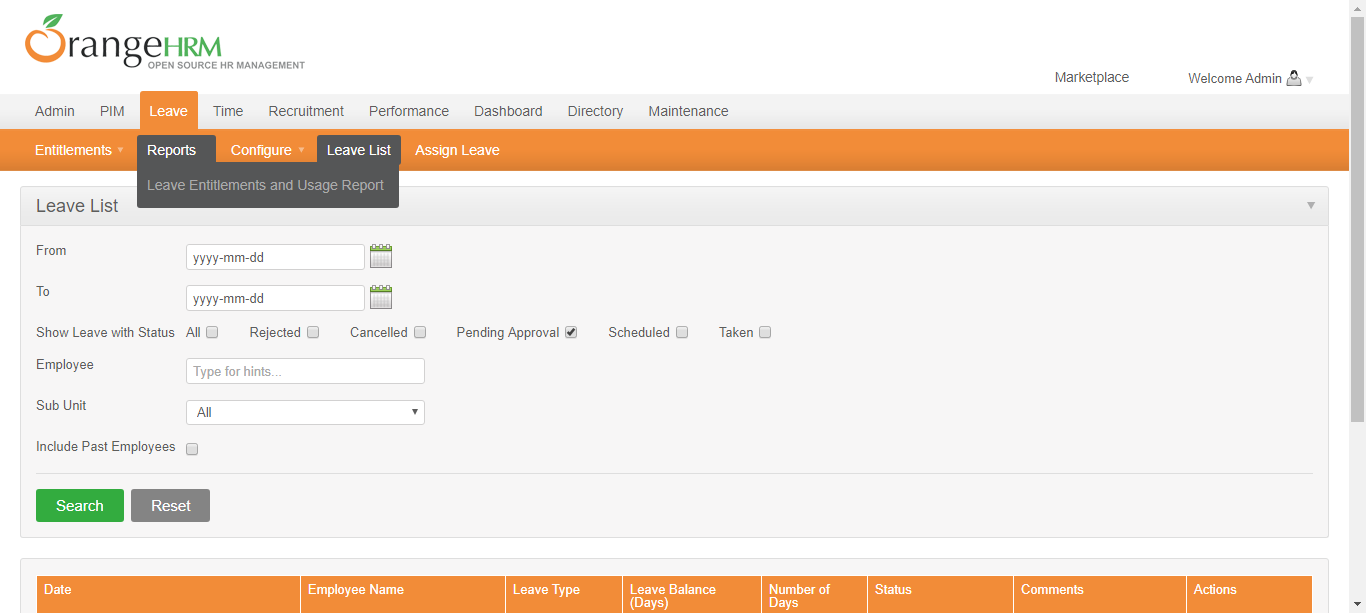 OrangeHRM
OPEN SOURCE HR MANAGEMENT
Marketplace Welcome Admin
Admin PIM Leave Time Recruitment Performance Dashboard Directory Maintenance
Entitlements Reports Configure Leave List Assign Leave
Leave Entitlements and Usage Report
Leave List
From yyyy-mm-dd
To yyyy-mm-dd
Show Leave with Status All Rejected Cancelled Pending Approval Scheduled Taken
Employee Type for hints...
Sub Unit All
Include Past Employees
Search Reset
Date Employee Name Leave Type Leave Balance (Days) Number of Days Status Comments Actions